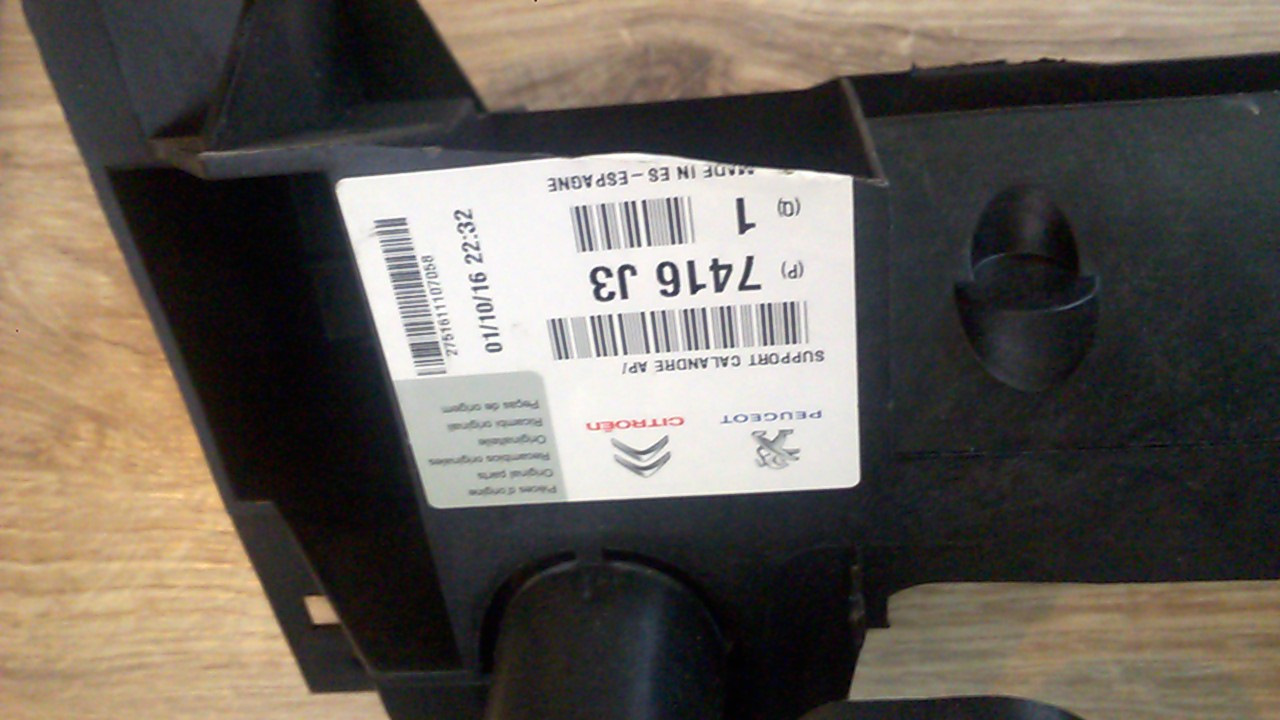 PEUGEOT
CITROËN
Pièces d'origine
Original parts
Recambios originales
Originalteile
Ricambi originali
Peças de origem
SUPPORT CALANDRE AP/
(P) 7416 J3
(Q) 1
MADE IN ES-ESPAGNE
01/10/16 22:32
2751611107058